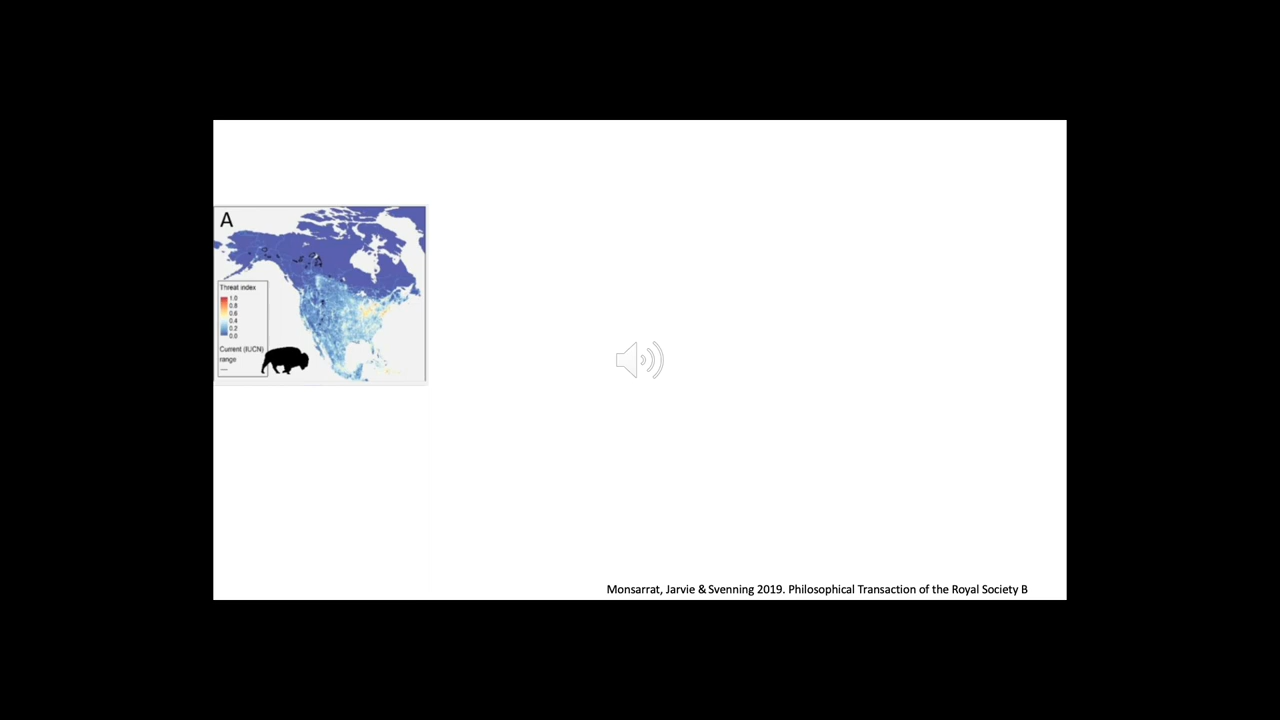 A
Threat index
1.0
0.8
0.6
0.4
0.2
0.0
Current (IUCN)
range
Monsarrat, Jarvie & Svenning 2019. Philosophical Transaction of the Royal Society B